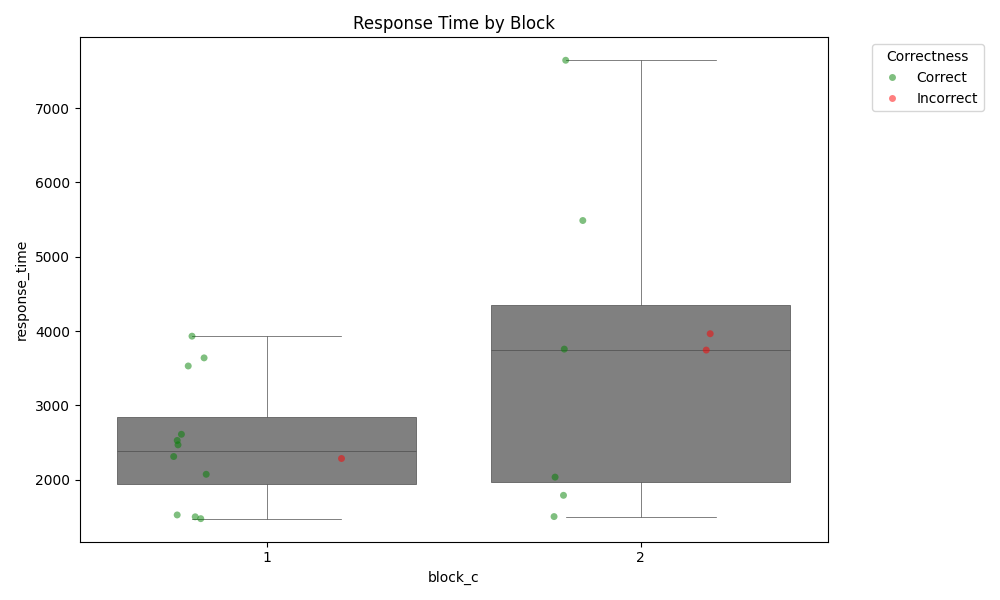 Response Time by Block
Correctness
Correct
Incorrect
response_time
7000
6000
5000
4000
3000
2000
1
2
block_c